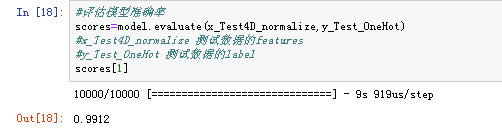 In [18]: #评估模型准确率
scores=model.evaluate(x_Test4D_normalize,y_Test_OneHot)
#x_Test4D_normalize 测试数据的features
#y_Test_OneHot 测试数据的label
scores[1]
10000/10000 [==============================] - 9s 919us/step
Out[18]: 0.9912